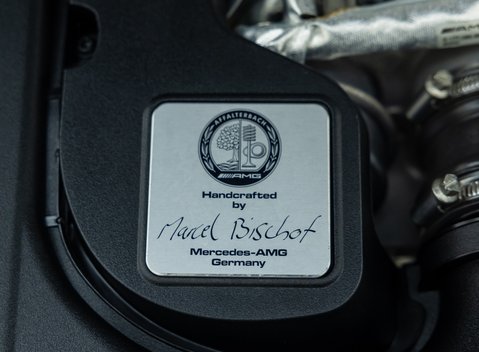 AFFALTERBACH
AMG
Handcrafted
by
Marcel Bischof
Mercedes-AMG
Germany